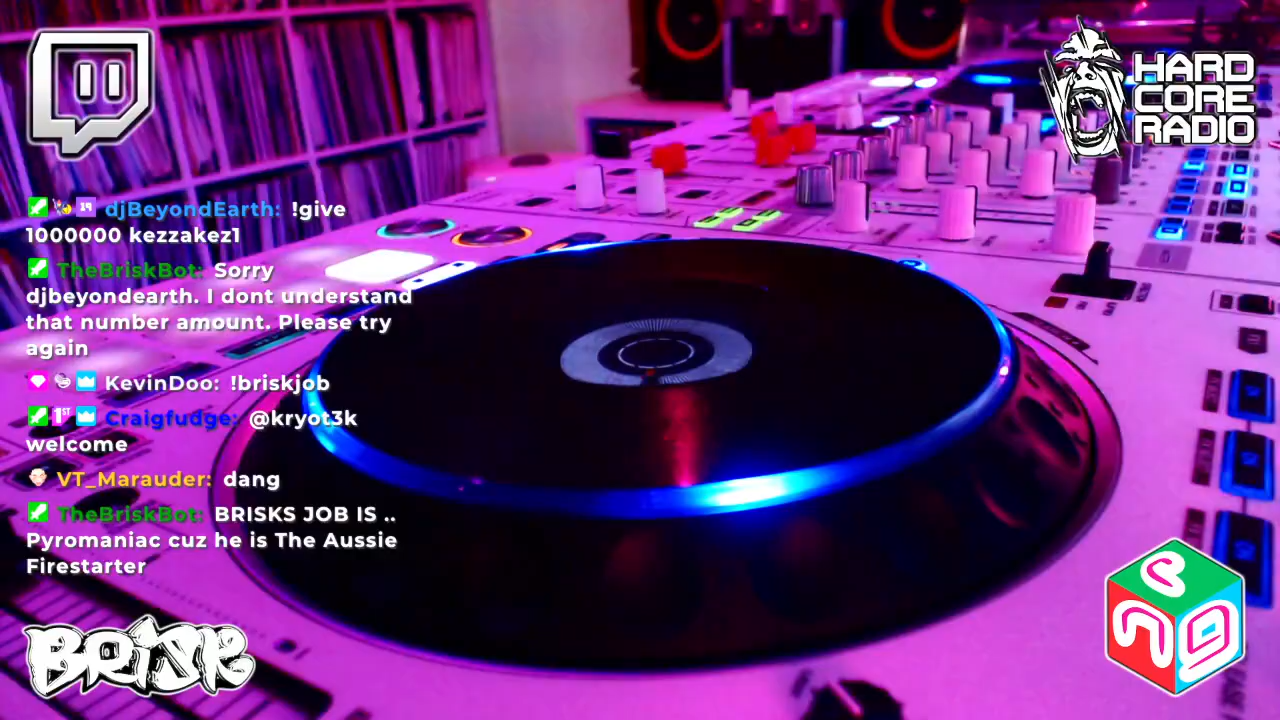 HARD
CORE
RADIO
djBeyondEarth: !give
1000000 kezzakez1
TheBriskBot: Sorry
djbeyondearth. I dont understand
that number amount. Please try
again
KevinDoo: !briskjob
1ST Craigfudge: @kryot3k
welcome
VT_Marauder: dang
TheBriskBot: BRISKS JOB IS ..
Pyromaniac cuz he is The Aussie
Firestarter
BRISK